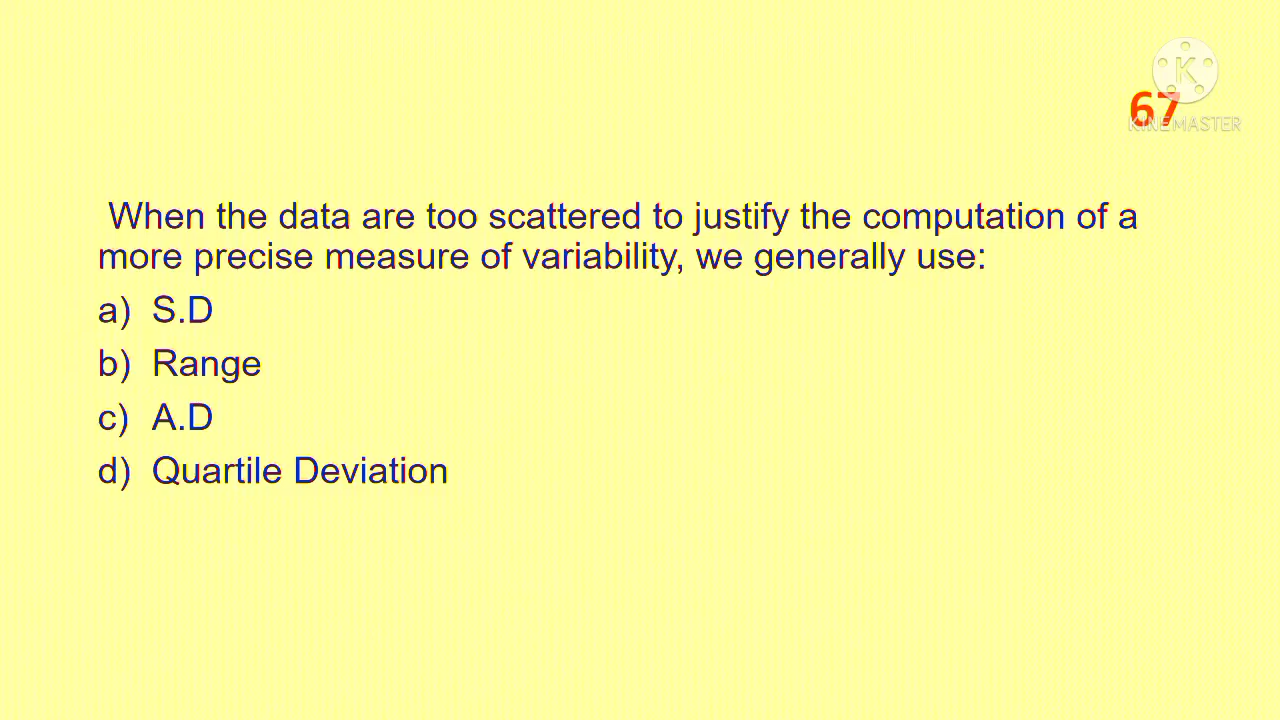 K
67
KINEMASTER
When the data are too scattered to justify the computation of a
more precise measure of variability, we generally use:
a) S.D
b) Range
c) A.D
d) Quartile Deviation